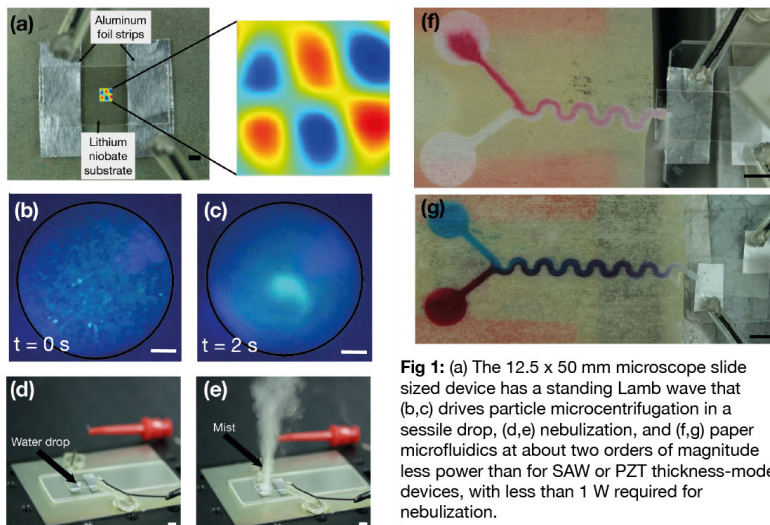 (a)
Aluminum
foil strips
Lithium
niobate
substrate
(b)
t = 0 s
(c)
t = 2 s
(d)
Water drop
(e)
Mist
(f)
(g)
Fig 1: (a) The 12.5 x 50 mm microscope slide
sized device has a standing Lamb wave that
(b,c) drives particle microcentrifugation in a
sessile drop, (d,e) nebulization, and (f,g) paper
microfluidics at about two orders of magnitude
less power than for SAW or PZT thickness-mode
devices, with less than 1 W required for
nebulization.